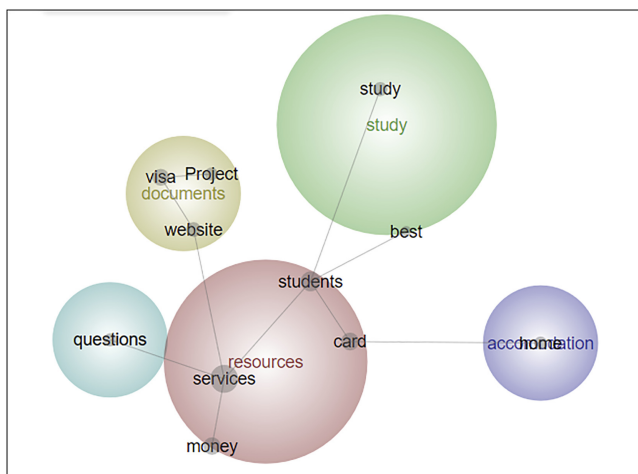 study
study
visa
Project
documents
website
best
students
questions
card
accommodation
home
resources
services
money